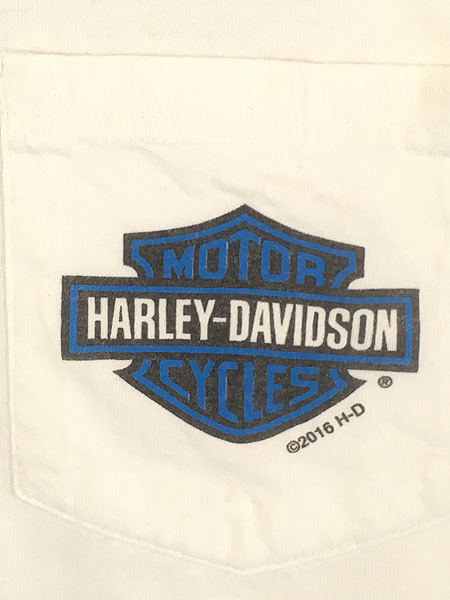 MOTOR
HARLEY-DAVIDSON
CYCLES ®
©2016 H-D